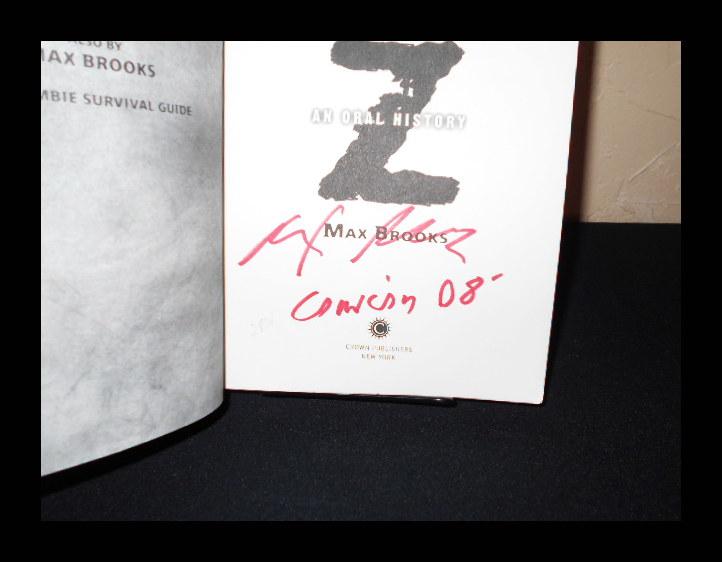 ALSO BY
MAX BROOKS
MBIE SURVIVAL GUIDE
Z
AN ORAL HISTORY
MAX BROOKS
Comicon 08'
C
CROWN PUBLISHERS
NEW YORK